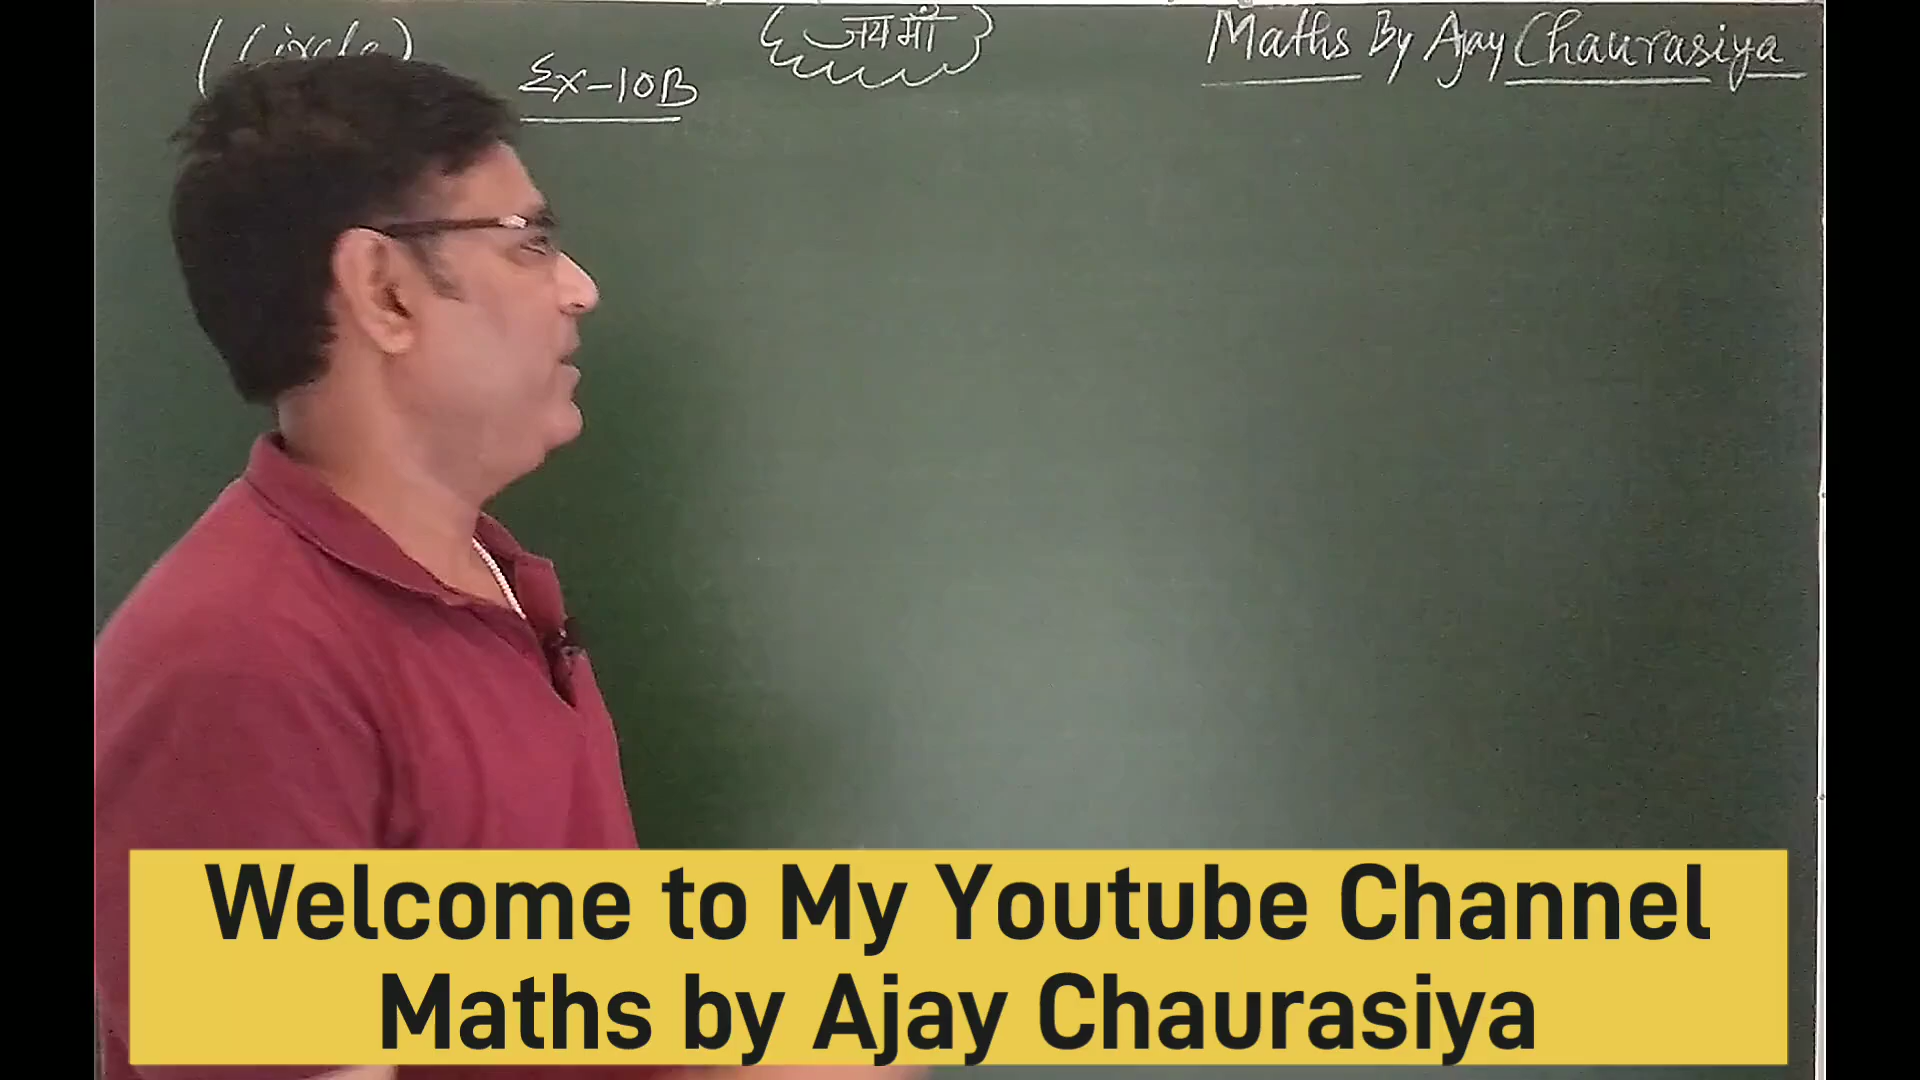 (Circle)
Ex-10B
जय माँ
Maths By Ajay Chaurasiya
Welcome to My Youtube Channel
Maths by Ajay Chaurasiya